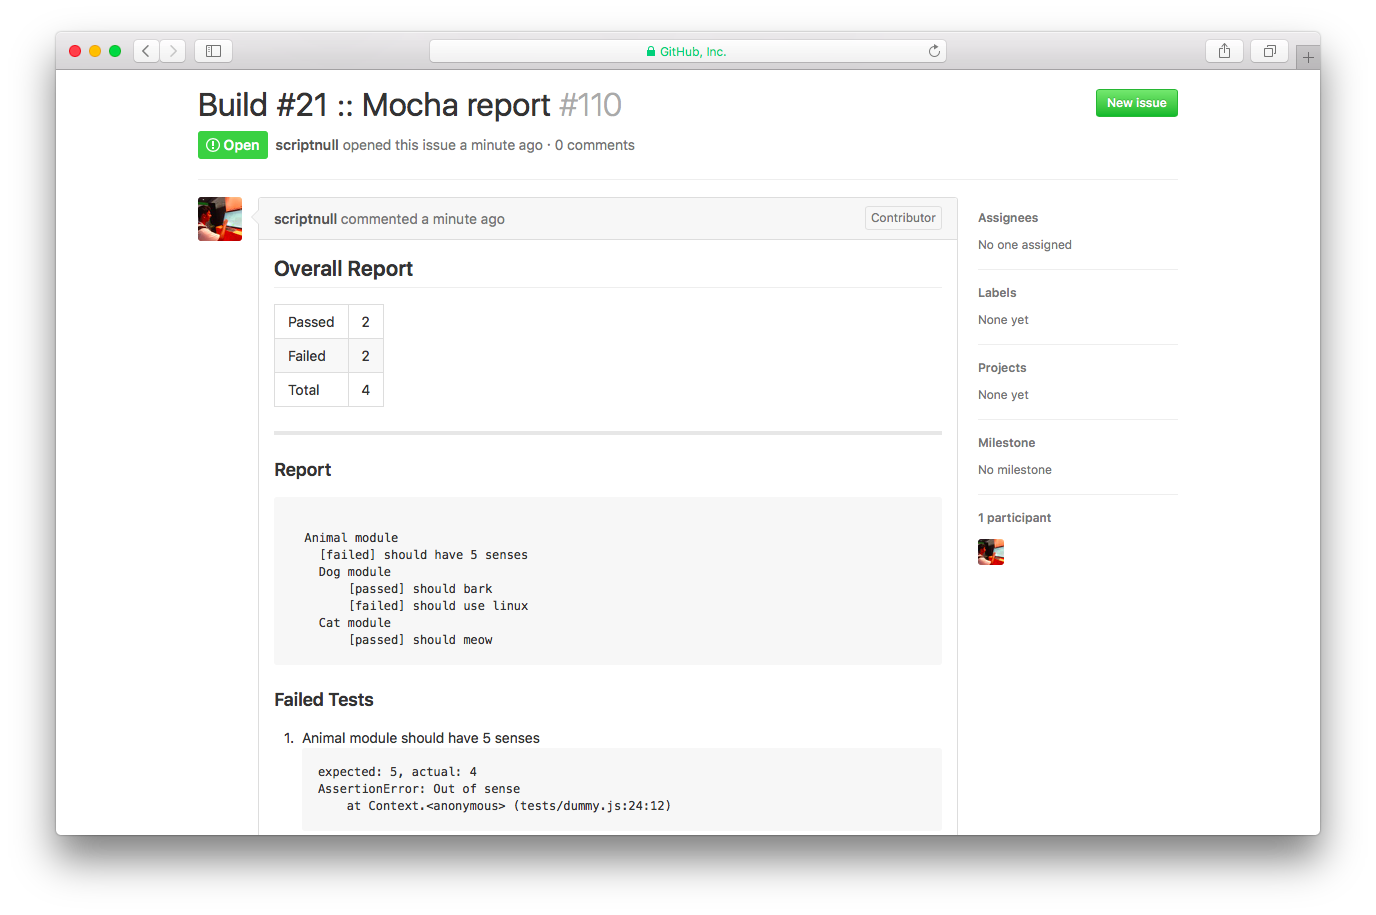 GitHub, Inc.
Build #21 :: Mocha report #110
New issue
Open scriptnull opened this issue a minute ago · 0 comments
scriptnull commented a minute ago
Contributor
Overall Report
Passed 2
Failed 2
Total 4
Report
Animal module
[failed] should have 5 senses
Dog module
[passed] should bark
[failed] should use linux
Cat module
[passed] should meow
Failed Tests
1. Animal module should have 5 senses
expected: 5, actual: 4
AssertionError: Out of sense
at Context.<anonymous> (tests/dummy.js:24:12)
Assignees
No one assigned
Labels
None yet
Projects
None yet
Milestone
No milestone
1 participant